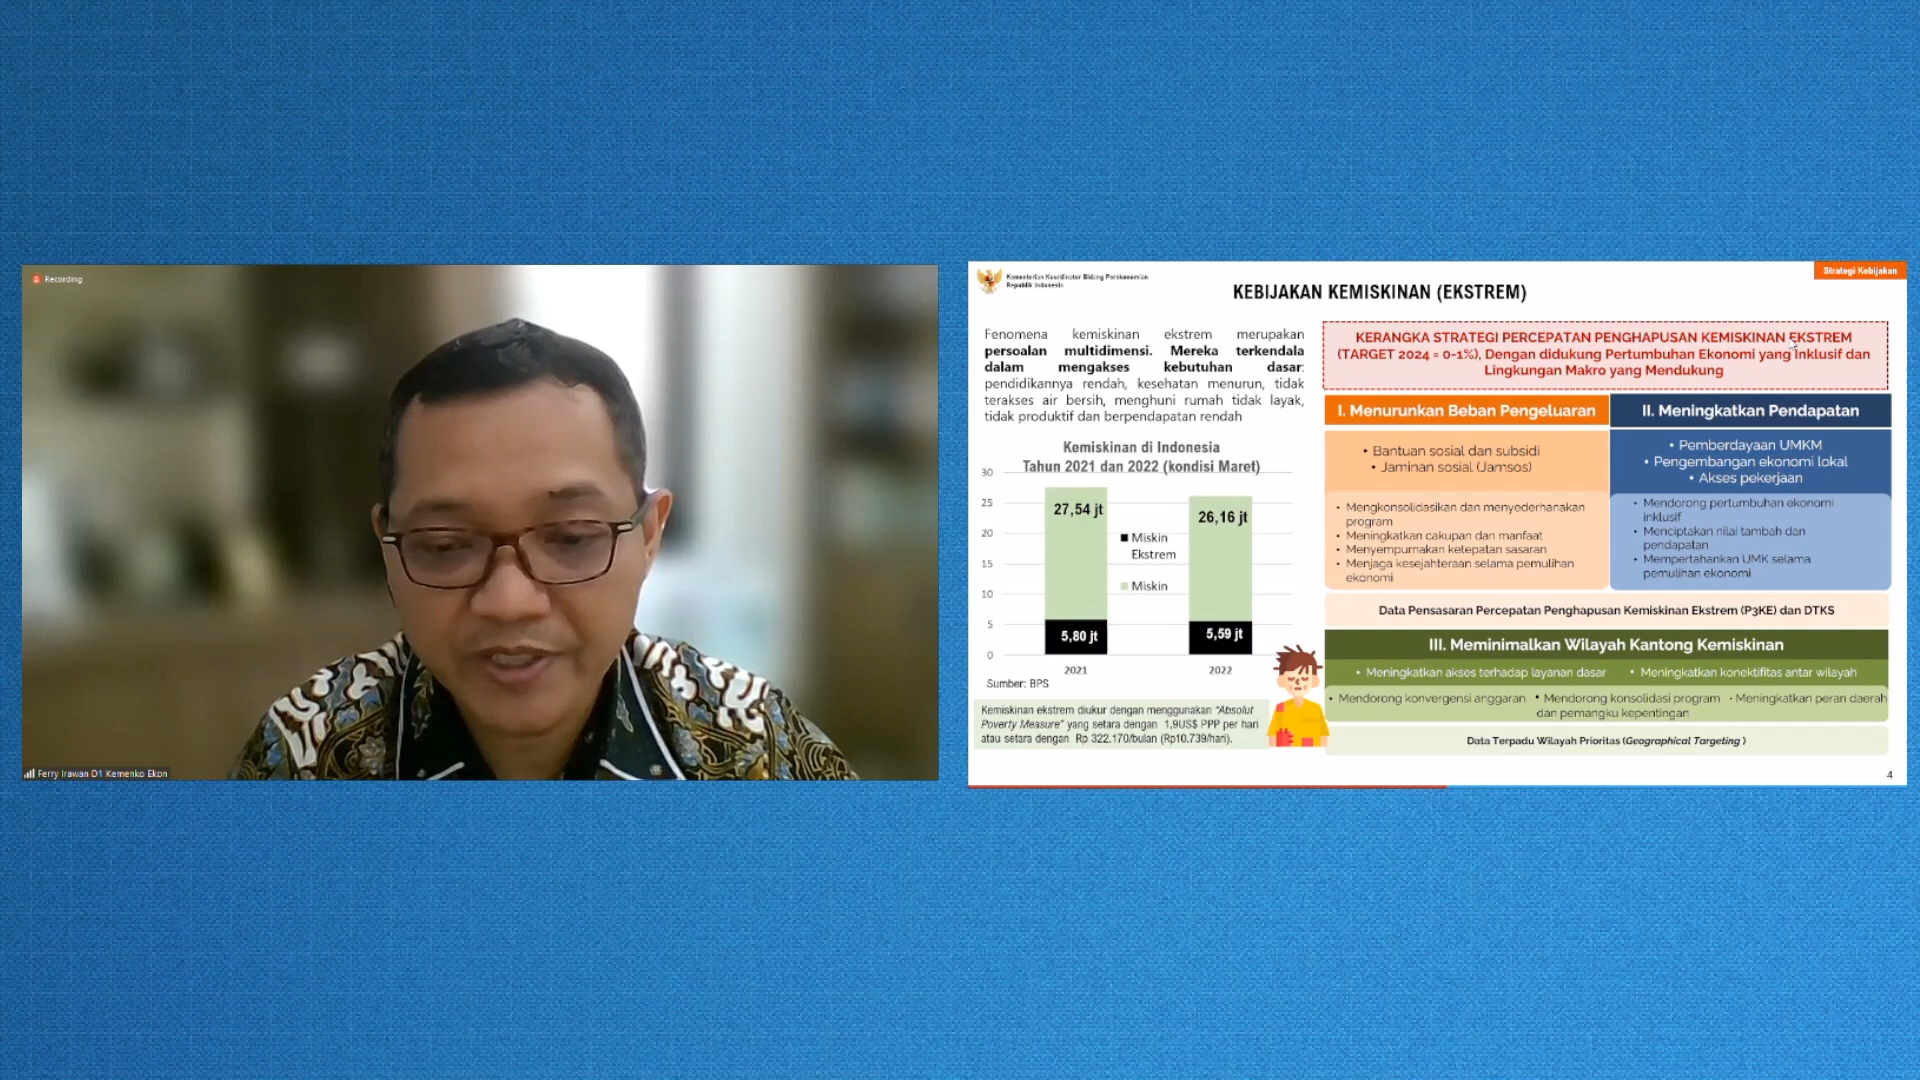 Recording
Ferry Irawan D1 Kemenko Ekon
Kementerian Koordinator Bidang Perekonomian
Republik Indonesia
Strategi Kebijakan
KEBIJAKAN KEMISKINAN (EKSTREM)
Fenomena kemiskinan ekstrem merupakan
persoalan multidimensi. Mereka terkendala
dalam mengakses kebutuhan dasar:
pendidikannya rendah, kesehatan menurun, tidak
terakses air bersih, menghuni rumah tidak layak,
tidak produktif dan berpendapatan rendah
Kemiskinan di Indonesia
Tahun 2021 dan 2022 (kondisi Maret)
30
25
20
15
10
5
0
27,54 jt
26,16 jt
Miskin
Ekstrem
Miskin
5,80 jt
5,59 jt
2021
2022
Sumber: BPS
Kemiskinan ekstrem diukur dengan menggunakan “Absolut
Poverty Measure” yang setara dengan 1,9US$ PPP per hari
atau setara dengan Rp 322.170/bulan (Rp10.739/hari).
KERANGKA STRATEGI PERCEPATAN PENGHAPUSAN KEMISKINAN EKSTREM
(TARGET 2024 = 0-1%), Dengan didukung Pertumbuhan Ekonomi yang Inklusif dan
Lingkungan Makro yang Mendukung
I. Menurunkan Beban Pengeluaran
• Bantuan sosial dan subsidi
• Jaminan sosial (Jamsos)
• Mengkonsolidasikan dan menyederhanakan
program
• Meningkatkan cakupan dan manfaat
• Menyempurnakan ketepatan sasaran
• Menjaga kesejahteraan selama pemulihan
ekonomi
II. Meningkatkan Pendapatan
• Pemberdayaan UMKM
• Pengembangan ekonomi lokal
• Akses pekerjaan
• Mendorong pertumbuhan ekonomi
inklusif
• Menciptakan nilai tambah dan
pendapatan
• Mempertahankan UMK selama
pemulihan ekonomi
Data Pensasaran Percepatan Penghapusan Kemiskinan Ekstrem (P3KE) dan DTKS
III. Meminimalkan Wilayah Kantong Kemiskinan
• Meningkatkan akses terhadap layanan dasar • Meningkatkan konektifitas antar wilayah
• Mendorong konvergensi anggaran • Mendorong konsolidasi program • Meningkatkan peran daerah
dan pemangku kepentingan
Data Terpadu Wilayah Prioritas (Geographical Targeting )
4